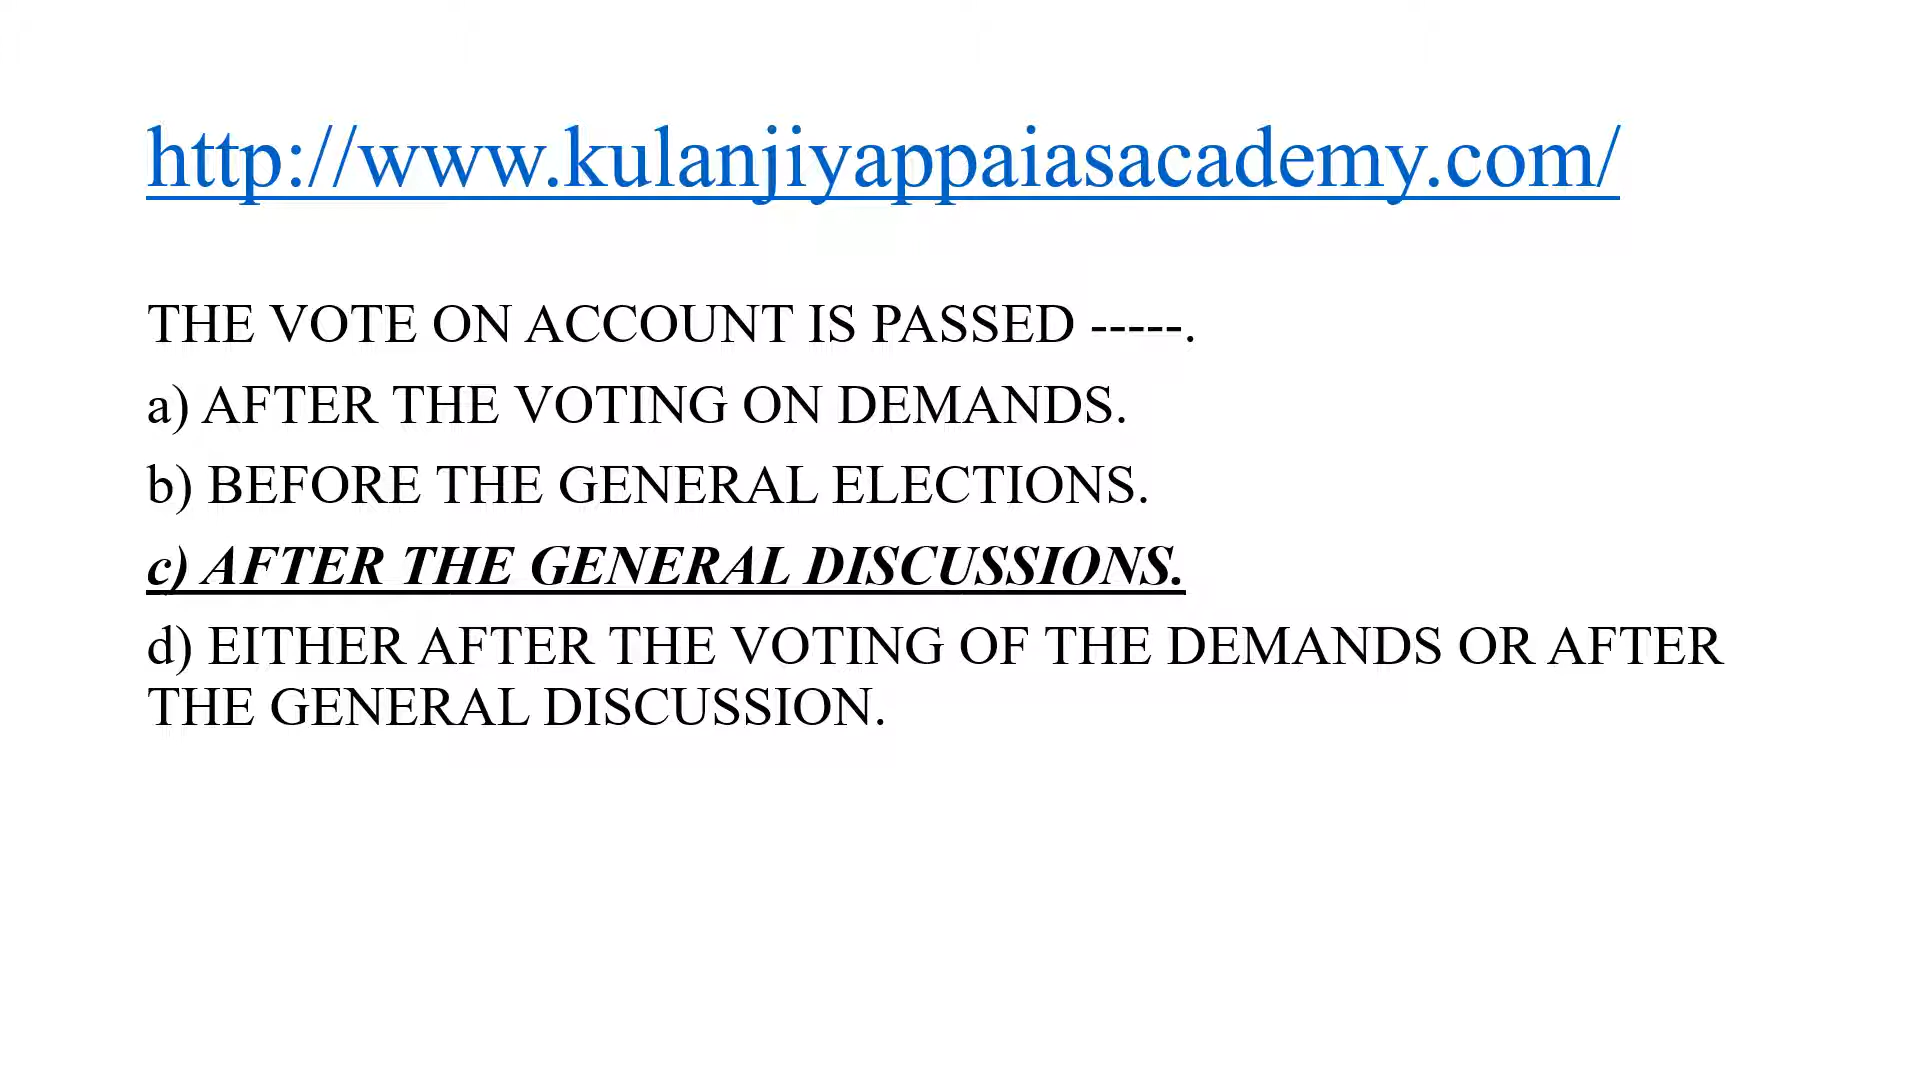 http://www.kulanjiyappaiasacademy.com/
THE VOTE ON ACCOUNT IS PASSED -----.
a) AFTER THE VOTING ON DEMANDS.
b) BEFORE THE GENERAL ELECTIONS.
c) AFTER THE GENERAL DISCUSSIONS.
d) EITHER AFTER THE VOTING OF THE DEMANDS OR AFTER
THE GENERAL DISCUSSION.